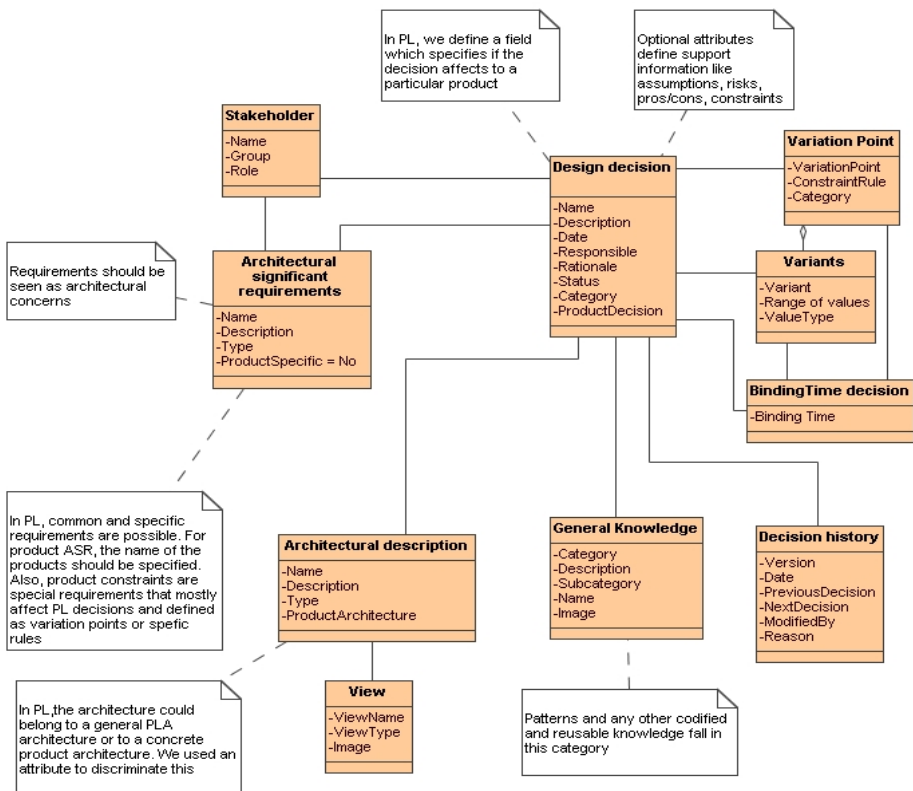 In PL, we define a field
which specifies if the
decision affects to a
particular product
Optional attributes
define support
information like
assumptions, risks,
pros/cons, constraints
Stakeholder
-Name
-Group
-Role
Design decision
-Name
-Description
-Date
-Responsible
-Rationale
-Status
-Category
-ProductDecision
Variation Point
-VariationPoint
-ConstraintRule
-Category
Requirements should be
seen as architectural
concerns
Architectural
significant
requirements
-Name
-Description
-Type
-ProductSpecific = No
Variants
-Variant
-Range of values
-ValueType
BindingTime decision
-Binding Time
In PL, common and specific
requirements are possible. For
product ASR, the name of the
products should be specified.
Also, product constraints are
special requirements that mostly
affect PL decisions and defined
as variation points or spefic
rules
Architectural description
-Name
-Description
-Type
-ProductArchitecture
General Knowledge
-Category
-Description
-Subcategory
-Name
-Image
Decision history
-Version
-Date
-PreviousDecision
-NextDecision
-ModifiedBy
-Reason
In PL,the architecture could
belong to a general PLA
architecture or to a concrete
product architecture. We used an
attribute to discriminate this
View
-ViewName
-ViewType
-Image
Patterns and any other codified
and reusable knowledge fall in
this category